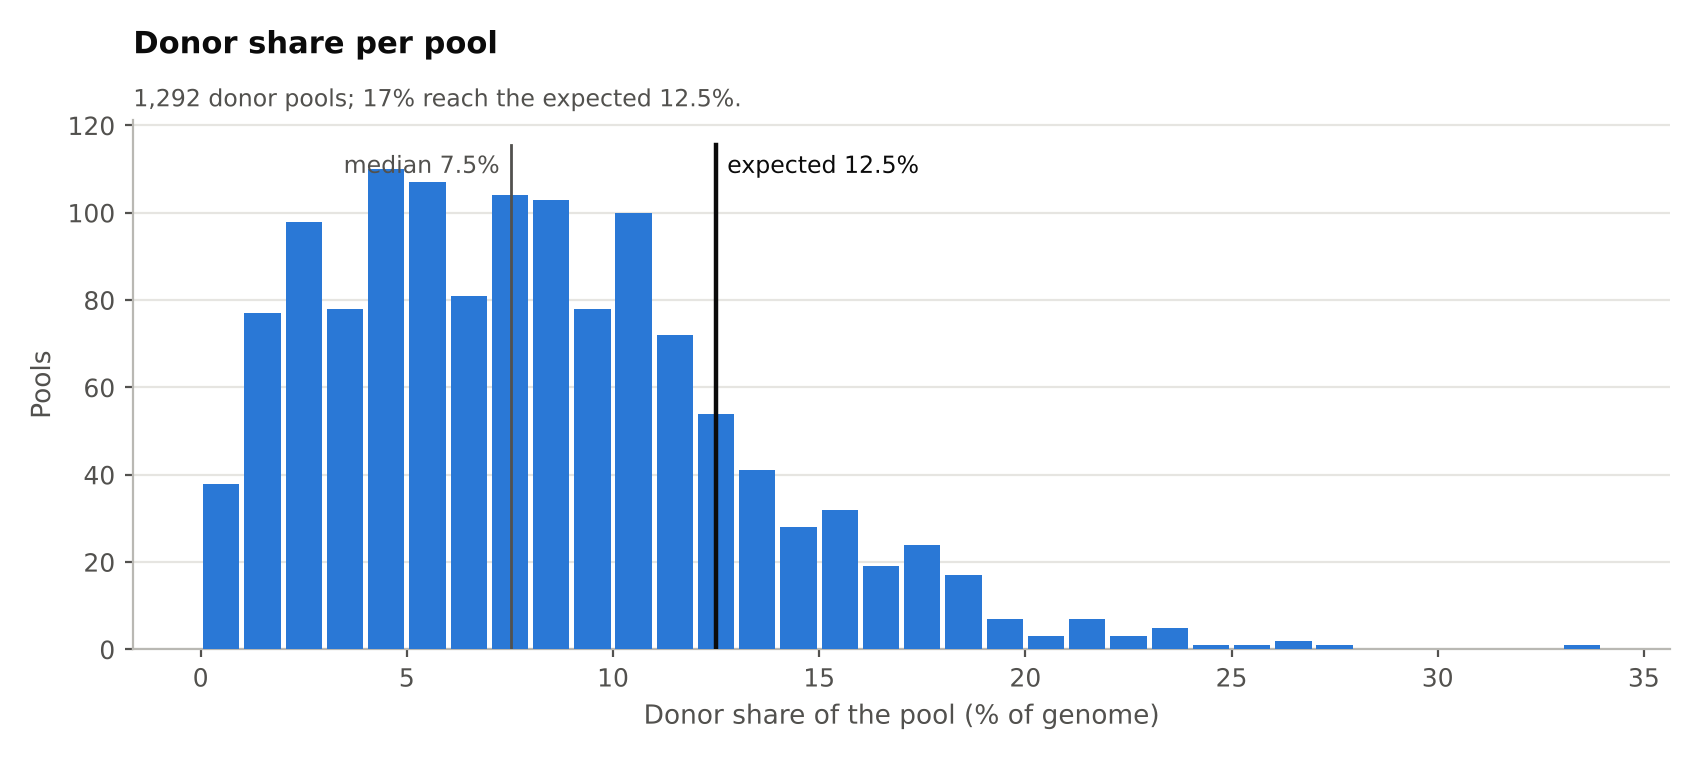 Donor share per pool
1,292 donor pools; 17% reach the expected 12.5%.
120
100
80
60
40
20
0
Pools
median 7.5%
expected 12.5%
0 5 10 15 20 25 30 35
Donor share of the pool (% of genome)